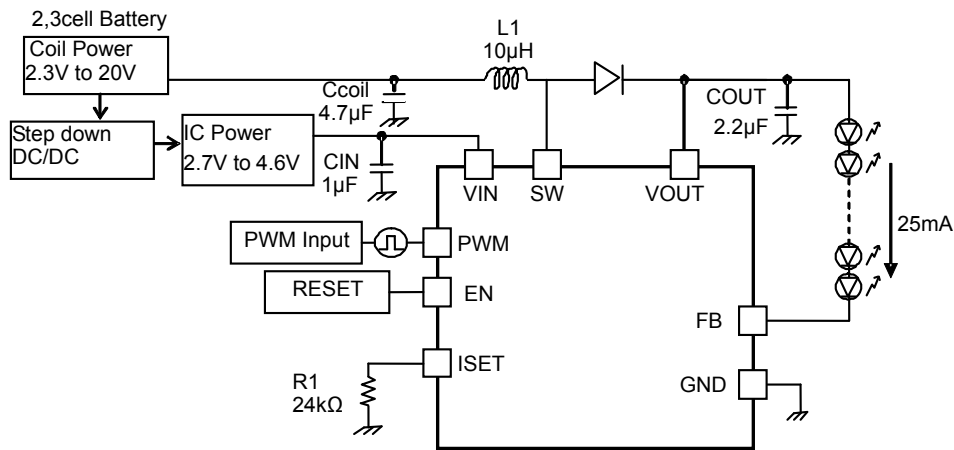 2,3cell Battery
Coil Power
2.3V to 20V
L1
10µH
Ccoil
4.7µF
COUT
2.2µF
Step down
DC/DC
IC Power
2.7V to 4.6V
CIN
1µF
VIN
SW
VOUT
25mA
PWM Input
PWM
RESET
EN
FB
ISET
R1
24kΩ
GND